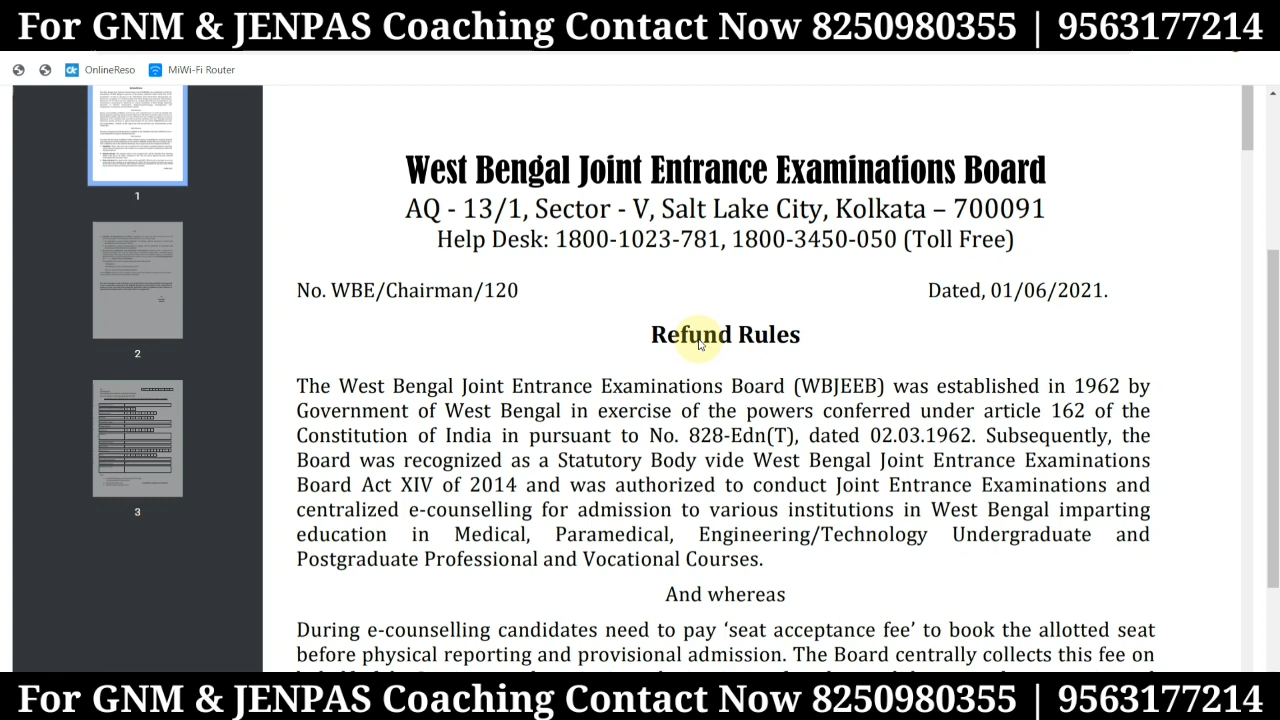 For GNM & JENPAS Coaching Contact Now 8250980355 | 9563177214
OnlineReso MiWi-Fi Router
1
2
3
West Bengal Joint Entrance Examinations Board
AQ - 13/1, Sector - V, Salt Lake City, Kolkata – 700091
Help Desk: 1800-1023-781, 1800-3450-050 (Toll Free)
No. WBE/Chairman/120 Dated, 01/06/2021.
Refund Rules
The West Bengal Joint Entrance Examinations Board (WBJEEB) was established in 1962 by
Government of West Bengal in exercise of the powers conferred under article 162 of the
Constitution of India in pursuant to No. 828-Edn(T), dated 02.03.1962. Subsequently, the
Board was recognized as a Statutory Body vide West Bengal Joint Entrance Examinations
Board Act XIV of 2014 and was authorized to conduct Joint Entrance Examinations and
centralized e-counselling for admission to various institutions in West Bengal imparting
education in Medical, Paramedical, Engineering/Technology Undergraduate and
Postgraduate Professional and Vocational Courses.
And whereas
During e-counselling candidates need to pay ‘seat acceptance fee’ to book the allotted seat
before physical reporting and provisional admission. The Board centrally collects this fee on
For GNM & JENPAS Coaching Contact Now 8250980355 | 9563177214